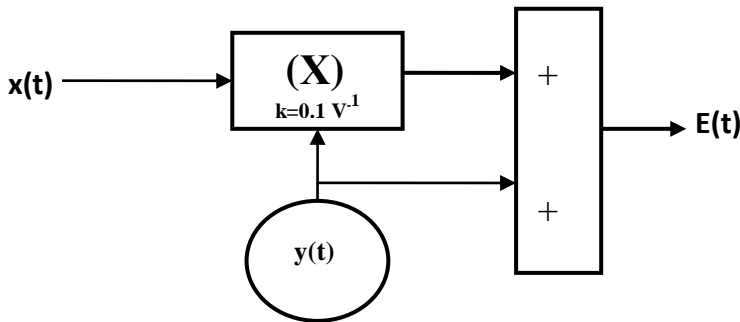 x(t)
(X)
k=0.1 V-1
+
E(t)
+
y(t)